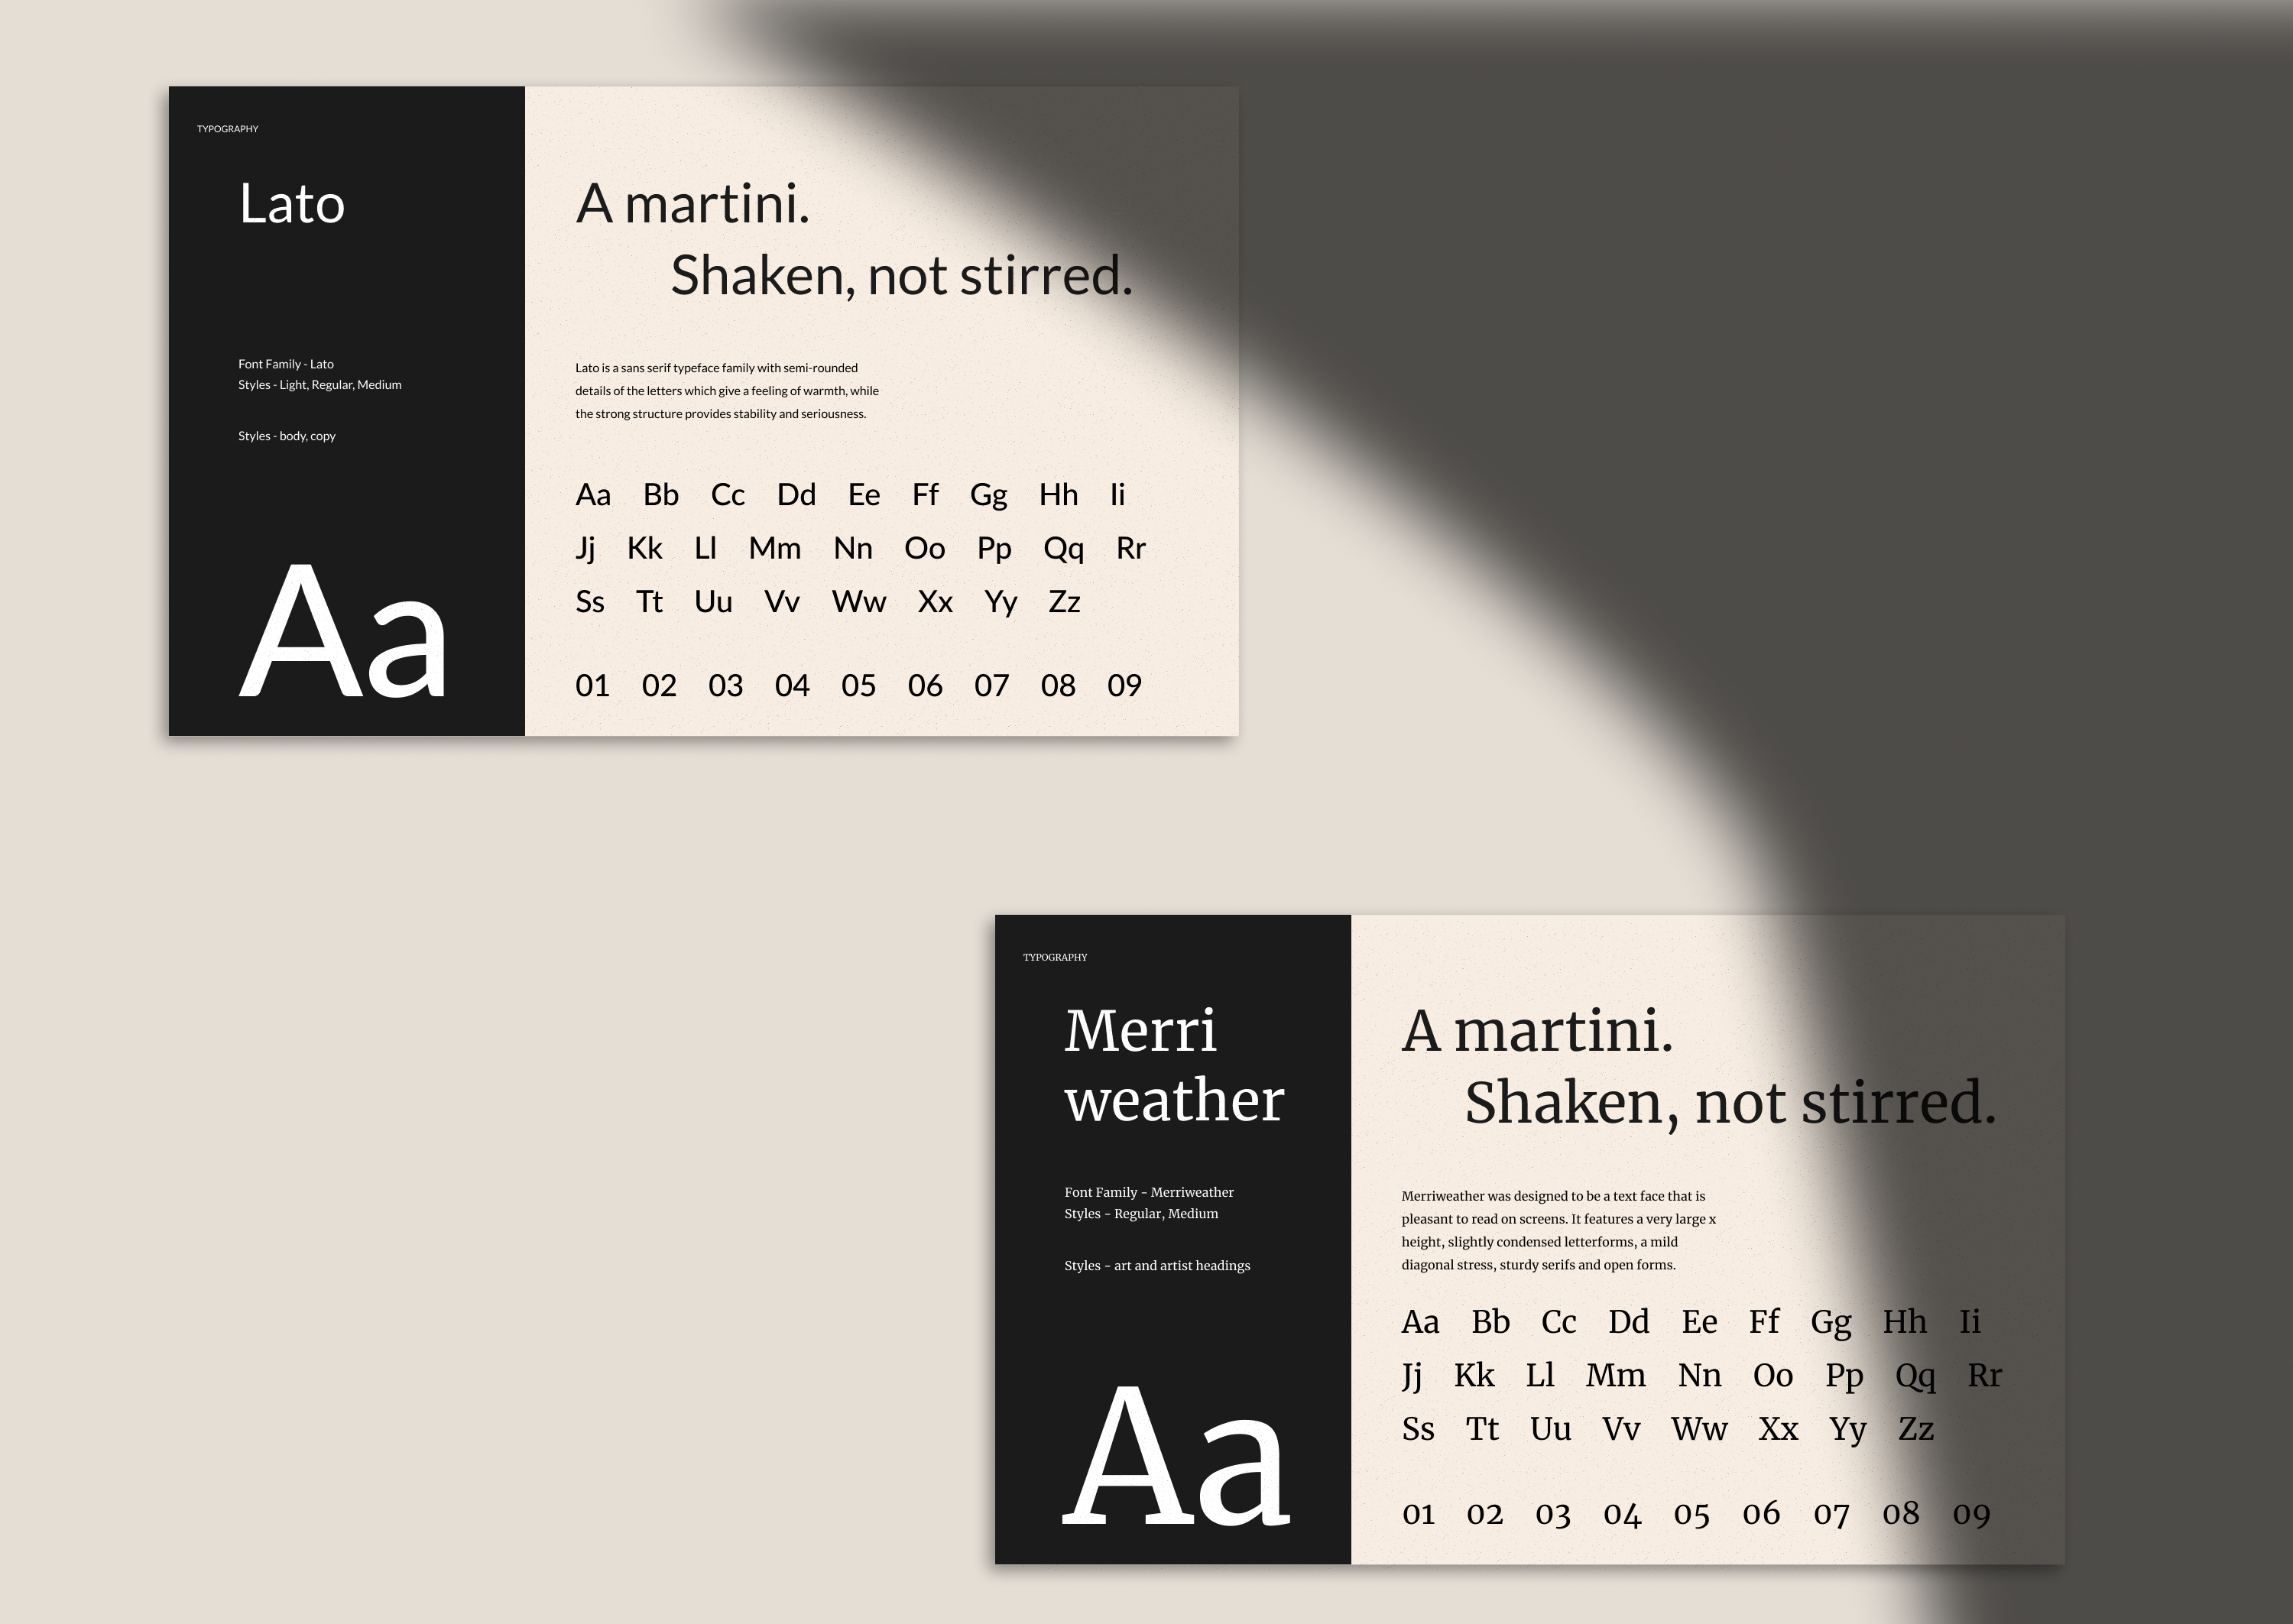 TYPOGRAPHY
Lato
Font Family - Lato
Styles - Light, Regular, Medium
Styles - body, copy
Aa
A martini.
Shaken, not stirred.
Lato is a sans serif typeface family with semi-rounded
details of the letters which give a feeling of warmth, while
the strong structure provides stability and seriousness.
Aa Bb Cc Dd Ee Ff Gg Hh Ii
Jj Kk Ll Mm Nn Oo Pp Qq Rr
Ss Tt Uu Vv Ww Xx Yy Zz
01 02 03 04 05 06 07 08 09
TYPOGRAPHY
Merri
weather
Font Family - Merriweather
Styles - Regular, Medium
Styles - art and artist headings
Aa
A martini.
Shaken, not stirred.
Merriweather was designed to be a text face that is
pleasant to read on screens. It features a very large x
height, slightly condensed letterforms, a mild
diagonal stress, sturdy serifs and open forms.
Aa Bb Cc Dd Ee Ff Gg Hh Ii
Jj Kk Ll Mm Nn Oo Pp Qq Rr
Ss Tt Uu Vv Ww Xx Yy Zz
01 02 03 04 05 06 07 08 09